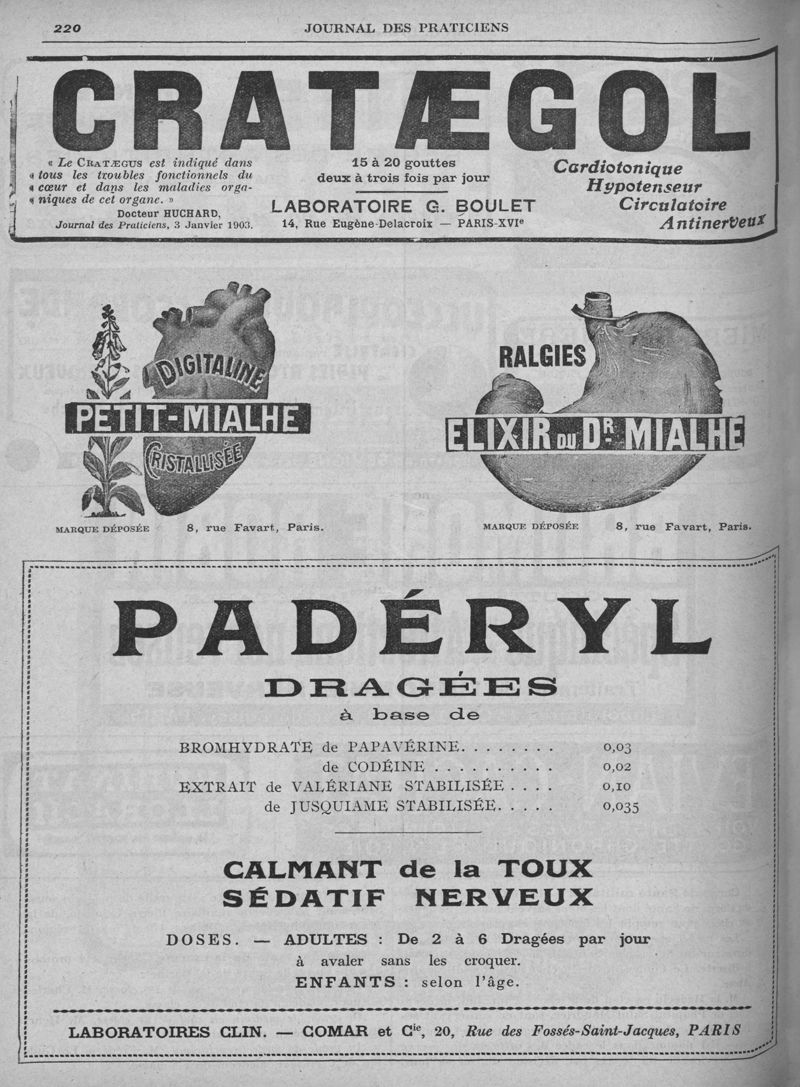 220
JOURNAL DES PRATICIENS
CRATÆGOL
« Le CRATÆGUS est indiqué dans
« tous les troubles fonctionnels du
« cœur et dans les maladies orga-
« niques de cet organe. »
Docteur HUCHARD,
Journal des Praticiens, 3 Janvier 1903.
15 à 20 gouttes
deux à trois fois par jour
LABORATOIRE G. BOULET
14, Rue Eugène-Delacroix — PARIS-XVIe
Cardiotonique
Hypotenseur
Circulatoire
Antinerveux
DIGITALINE
PETIT-MIALHE
CRISTALLISÉE
MARQUE DÉPOSÉE 8, rue Favart, Paris.
RALGIES
ELIXIR DU DR MIALHE
MARQUE DÉPOSÉE 8, rue Favart, Paris.
PADÉRYL
DRAGÉES
à base de
BROMHYDRATE de PAPAVÉRINE. . . . . . . . 0,03
de CODÉINE . . . . . . . . . . 0,02
EXTRAIT de VALÉRIANE STABILISÉE . . . . 0,10
de JUSQUIAME STABILISÉE. . . . . 0,035
CALMANT de la TOUX
SÉDATIF NERVEUX
DOSES. — ADULTES : De 2 à 6 Dragées par jour
à avaler sans les croquer.
ENFANTS : selon l'âge.
LABORATOIRES CLIN. — COMAR et Cie, 20, Rue des Fossés-Saint-Jacques, PARIS